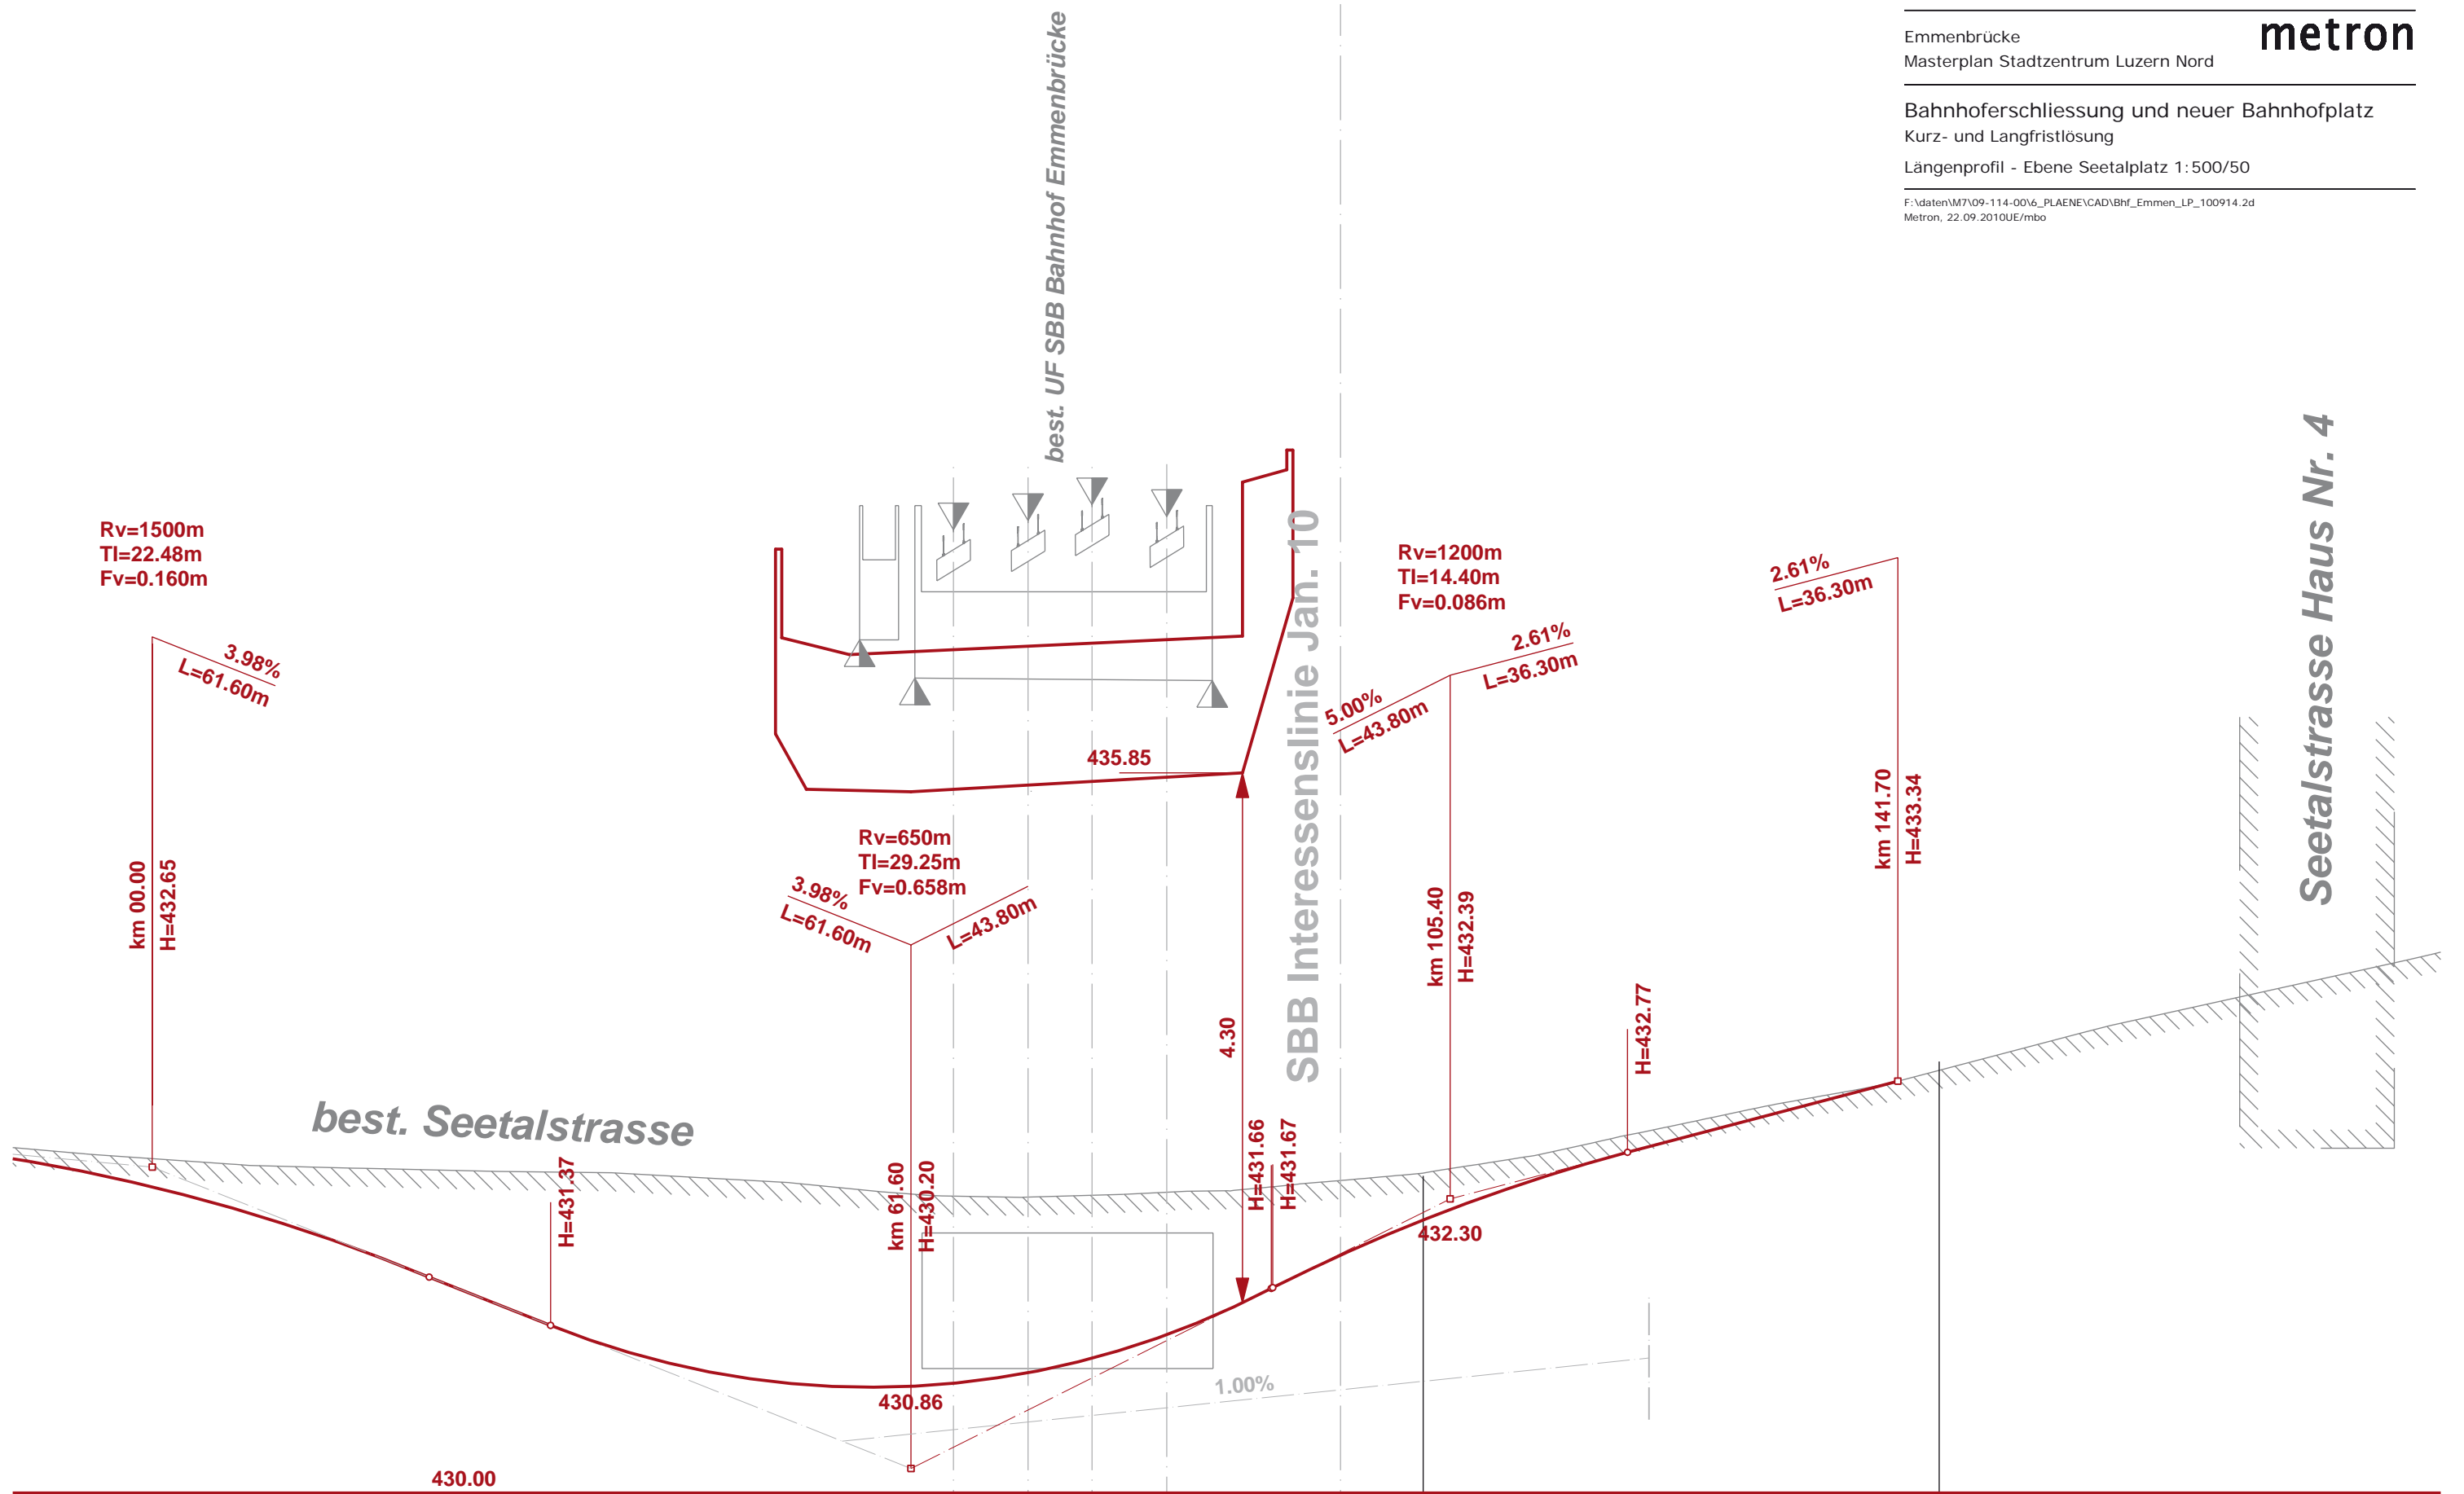 Emmenbrücke
metron
Masterplan Stadtzentrum Luzern Nord
Bahnhoferschliessung und neuer Bahnhofplatz
Kurz- und Langfristlösung
Längenprofil - Ebene Seetalplatz 1:500/50
F:\daten\M7\09-114-00\6_PLAENE\CAD\Bhf_Emmen_LP_100914.2d
Metron, 22.09.2010UE/mbo
best. UF SBB Bahnhof Emmenbrücke
SBB Interessenslinie Jan. 10
Seetalstrasse Haus Nr. 4
Rv=1500m
Tl=22.48m
Fv=0.160m
3.98%
L=61.60m
km 00.00
H=432.65
best. Seetalstrasse
H=431.37
435.85
Rv=650m
Tl=29.25m
Fv=0.658m
3.98%
L=61.60m
L=43.80m
km 61.60
H=430.20
430.86
4.30
H=431.66
H=431.67
Rv=1200m
Tl=14.40m
Fv=0.086m
5.00%
L=43.80m
2.61%
L=36.30m
km 105.40
H=432.39
432.30
H=432.77
2.61%
L=36.30m
km 141.70
H=433.34
1.00%
430.00